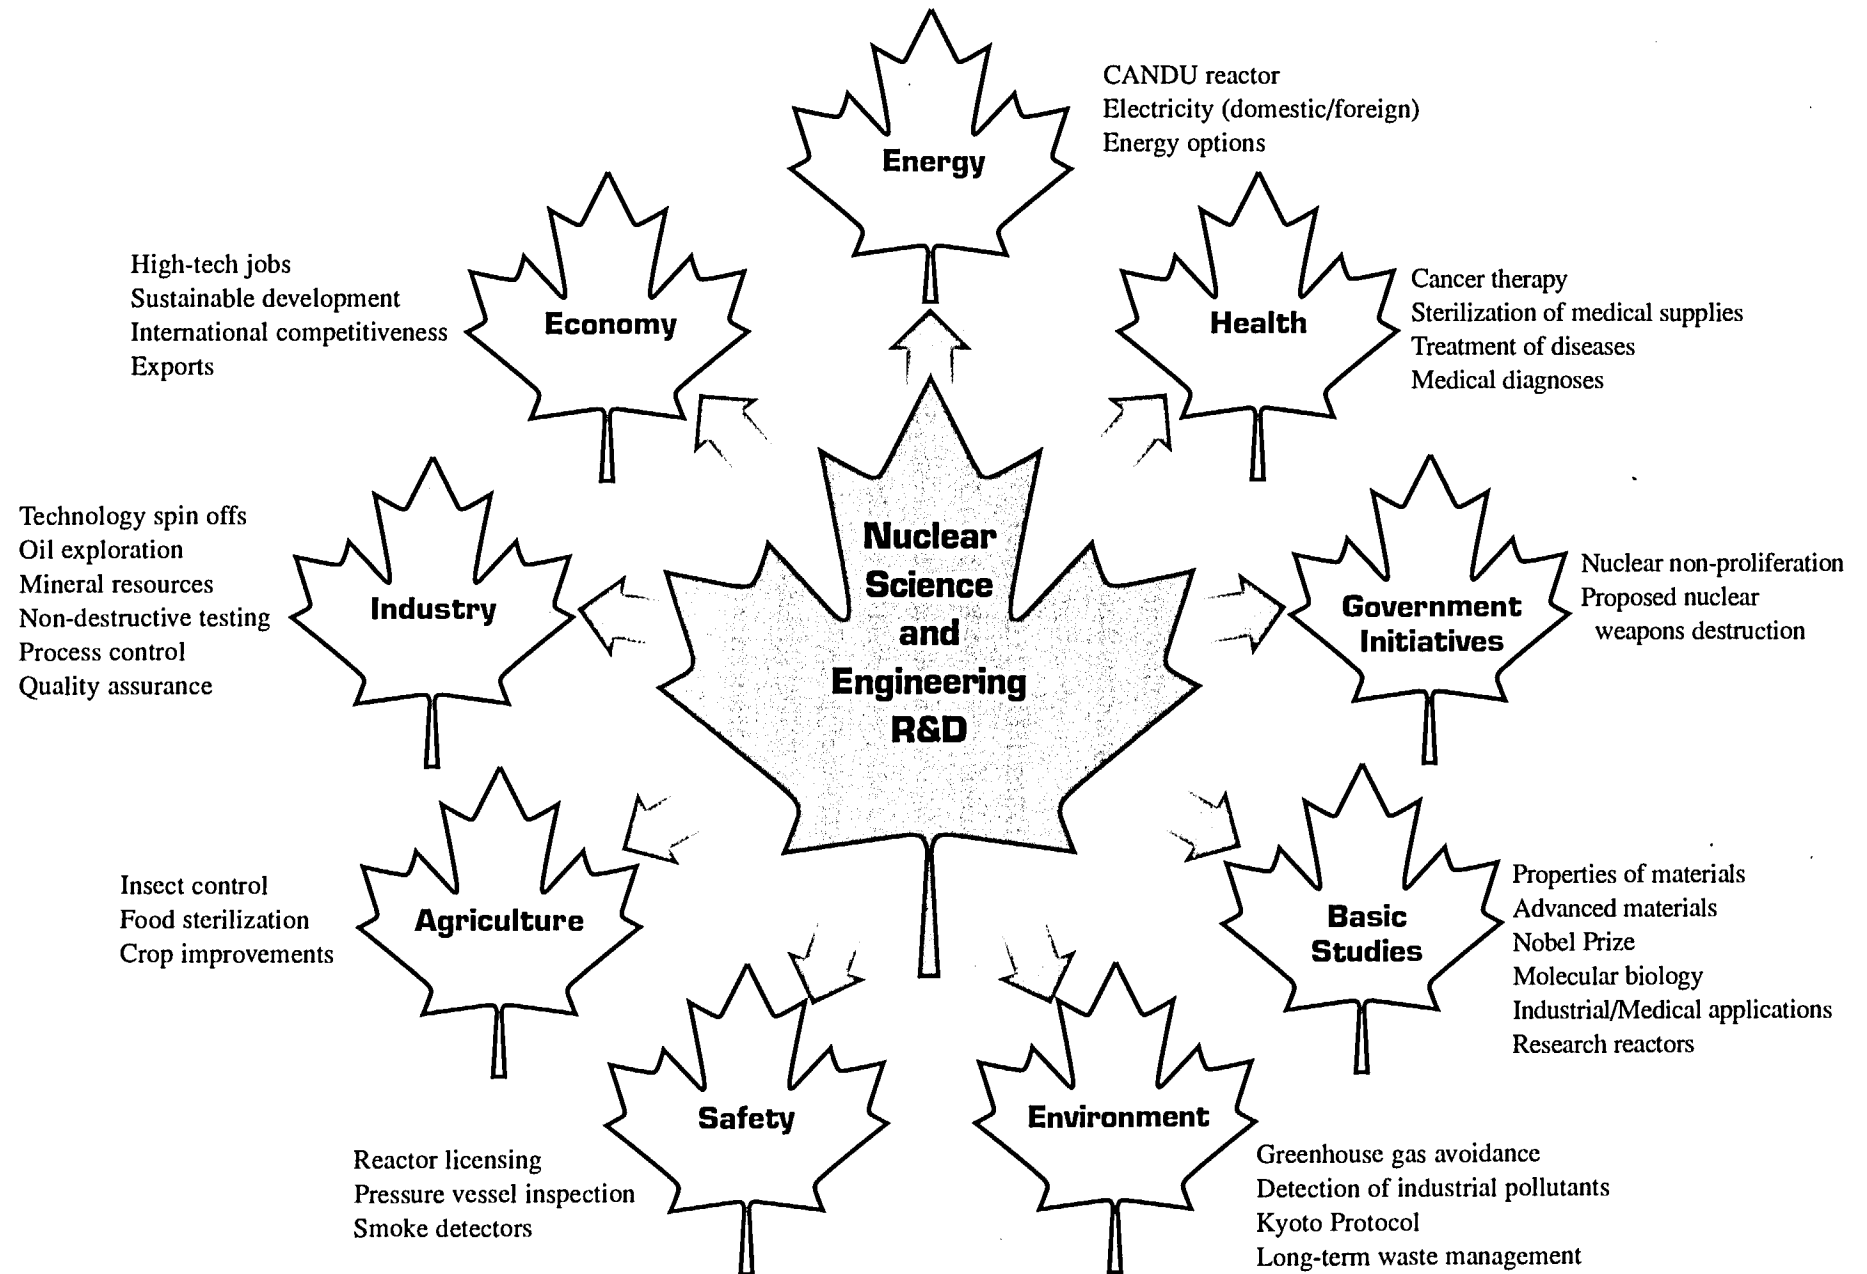 Energy
CANDU reactor
Electricity (domestic/foreign)
Energy options
Health
Cancer therapy
Sterilization of medical supplies
Treatment of diseases
Medical diagnoses
Government
Initiatives
Nuclear non-proliferation
Proposed nuclear
weapons destruction
Basic
Studies
Properties of materials
Advanced materials
Nobel Prize
Molecular biology
Industrial/Medical applications
Research reactors
Environment
Greenhouse gas avoidance
Detection of industrial pollutants
Kyoto Protocol
Long-term waste management
Safety
Reactor licensing
Pressure vessel inspection
Smoke detectors
Agriculture
Insect control
Food sterilization
Crop improvements
Industry
Technology spin offs
Oil exploration
Mineral resources
Non-destructive testing
Process control
Quality assurance
Economy
High-tech jobs
Sustainable development
International competitiveness
Exports
Nuclear
Science
and
Engineering
R&D